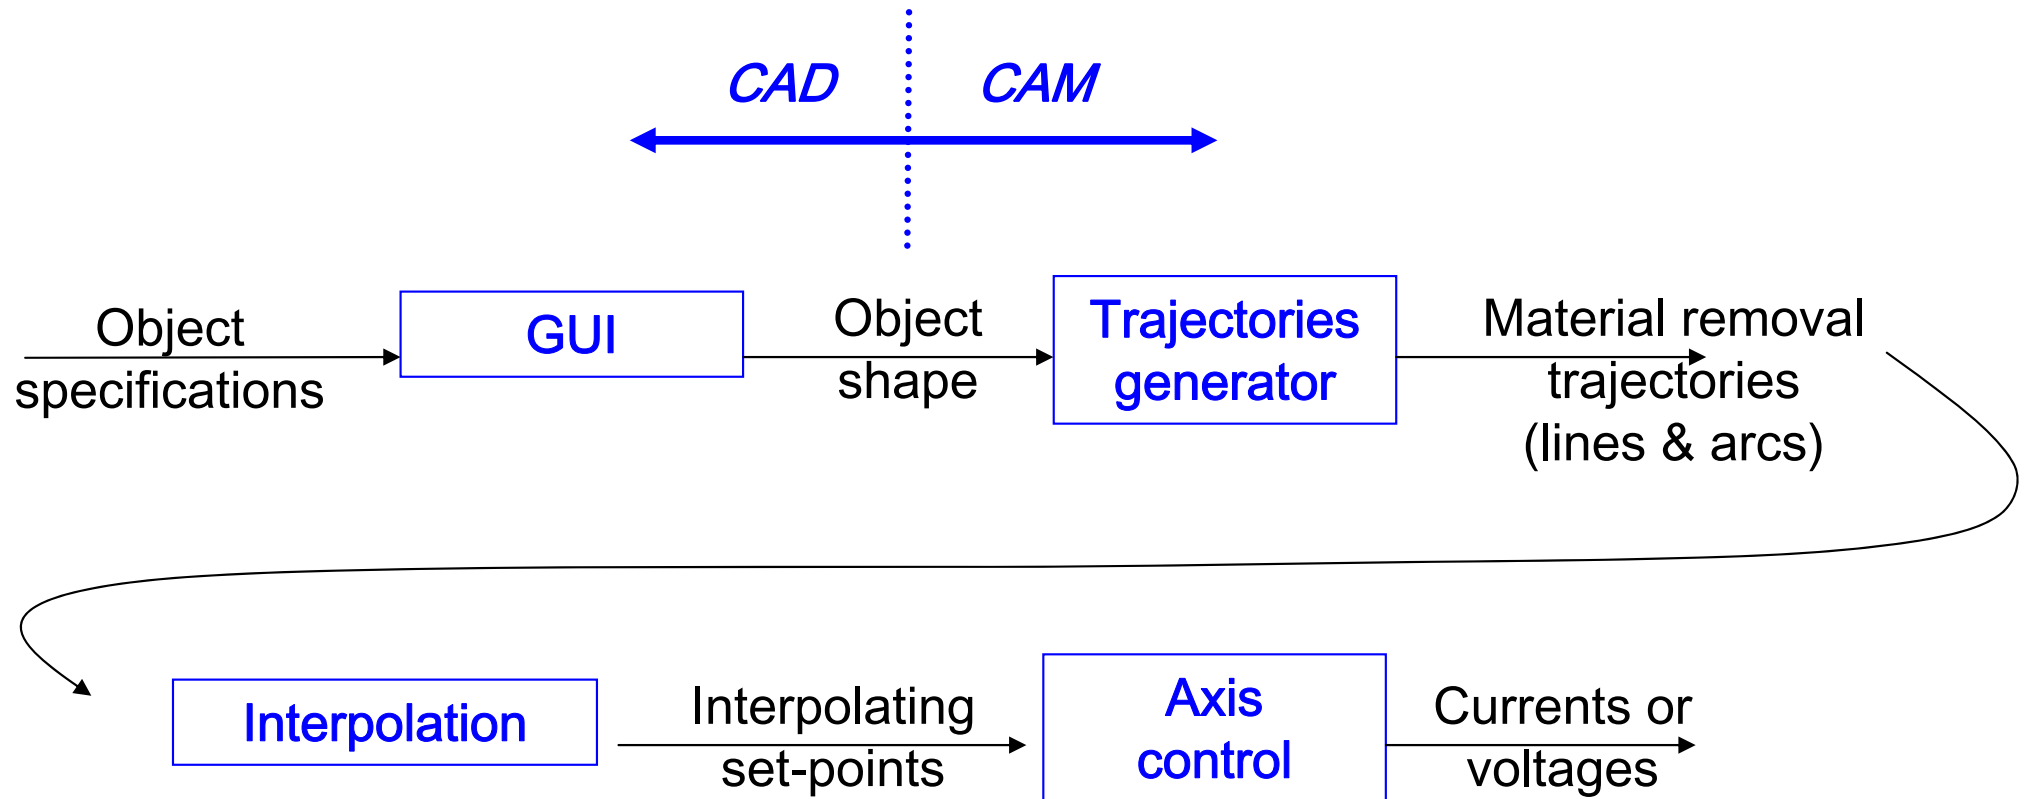 CAD
CAM
Object
specifications
GUI
Object
shape
Trajectories
generator
Material removal
trajectories
(lines & arcs)
Interpolation
Interpolating
set-points
Axis
control
Currents or
voltages